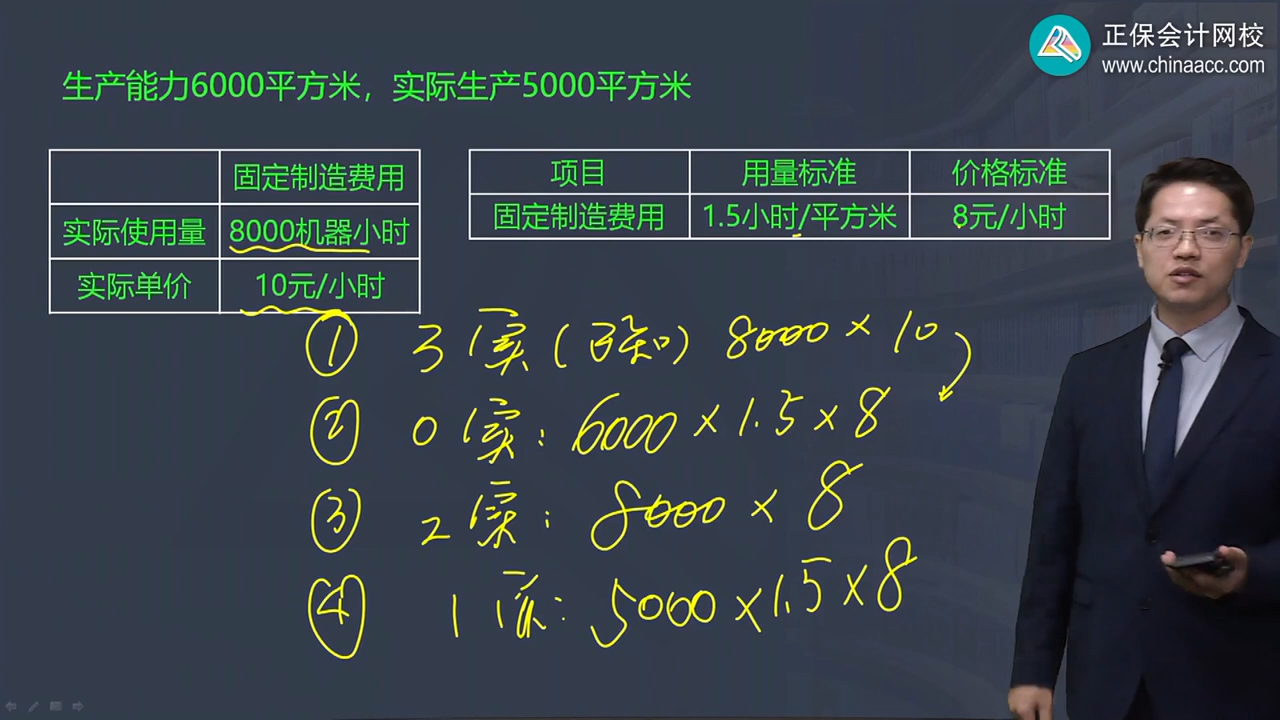 正保会计网校
www.chinaacc.com
生产能力6000平方米，实际生产5000平方米
固定制造费用
实际使用量 8000机器小时
实际单价 10元/小时
项目 用量标准 价格标准
固定制造费用 1.5小时/平方米 8元/小时
① 3实(已知) 8000×10
② 0实：6000×1.5×8
③ 2实：8000×8
④ 1实：5000×1.5×8